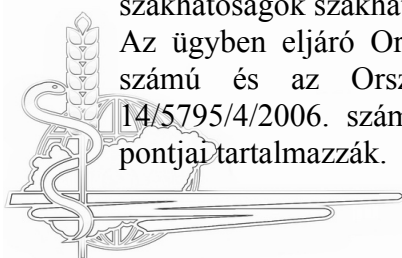 szakhatóságok szakhat
Az ügyben eljáró Or
számú és az Orsz
14/5795/4/2006. szám
pontjai tartalmazzák.